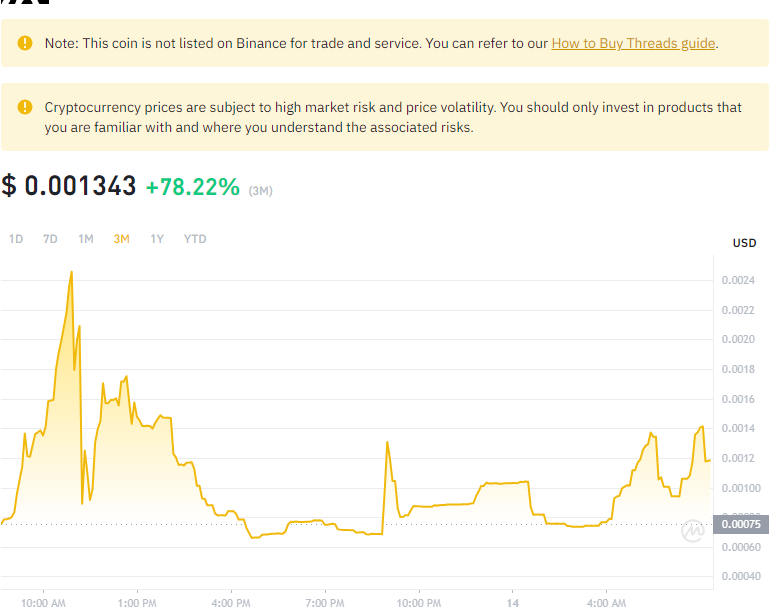 Note: This coin is not listed on Binance for trade and service. You can refer to our How to Buy Threads guide.
Cryptocurrency prices are subject to high market risk and price volatility. You should only invest in products that
you are familiar with and where you understand the associated risks.
$ 0.001343 +78.22% (3M)
1D 7D 1M 3M 1Y YTD
USD
0.0024
0.0022
0.0020
0.0018
0.0016
0.0014
0.0012
0.00100
0.00075
0.00060
0.00040
10:00 AM 1:00 PM 4:00 PM 7:00 PM 10:00 PM 14 4:00 AM